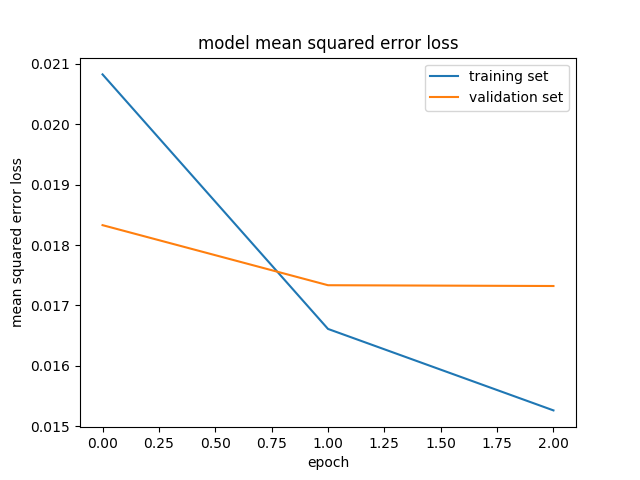 model mean squared error loss
0.021
0.020
0.019
0.018
0.017
0.016
0.015
mean squared error loss
training set
validation set
0.00 0.25 0.50 0.75 1.00 1.25 1.50 1.75 2.00
epoch